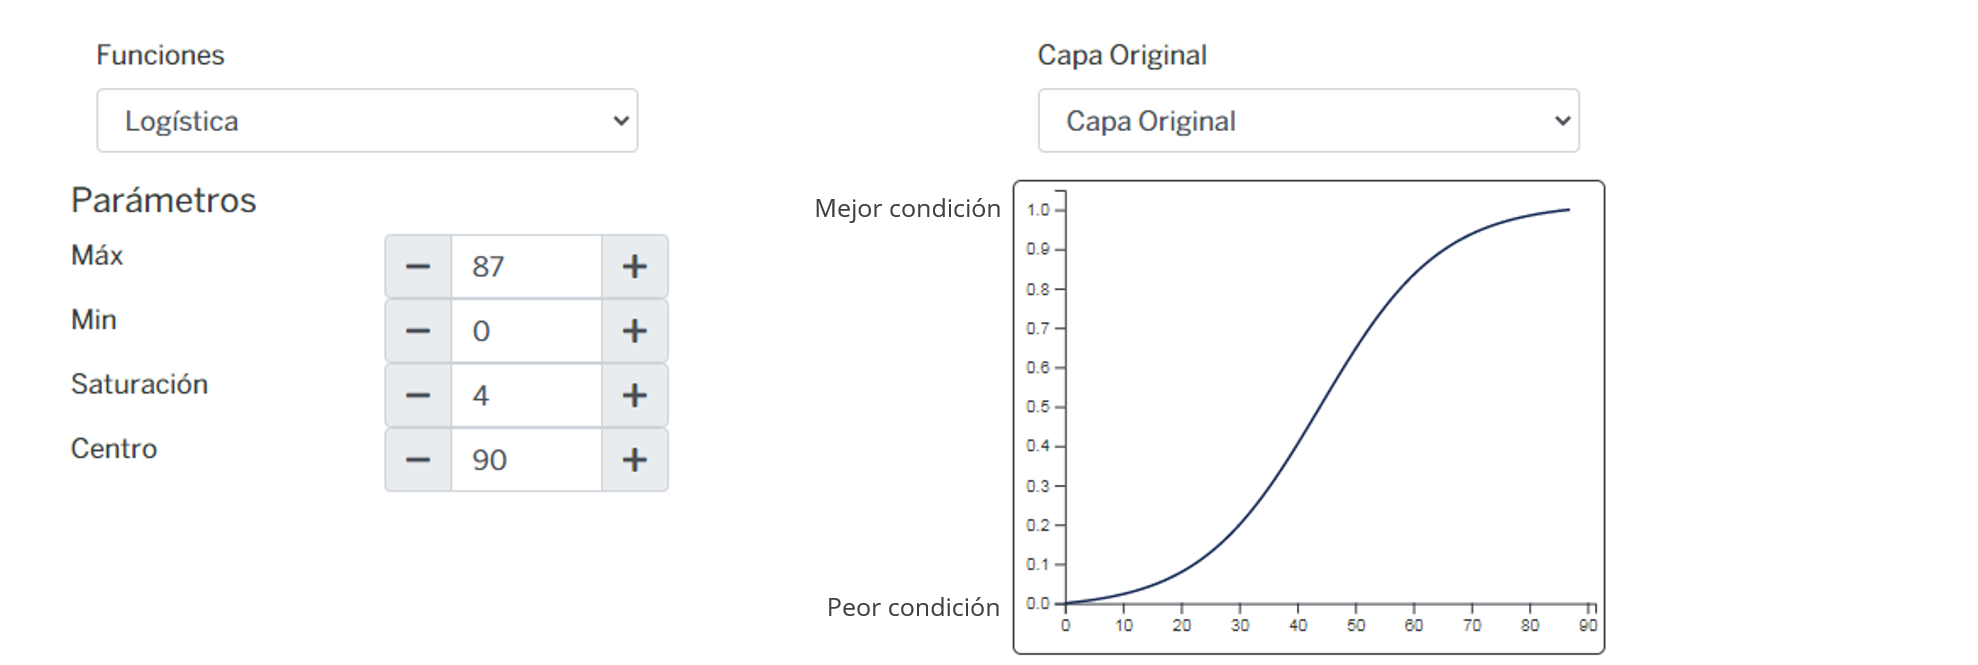 Funciones
Logística
Parámetros
Máx
− 87 +
Min
− 0 +
Saturación
− 4 +
Centro
− 90 +
Capa Original
Capa Original
Mejor condición
Peor condición
1.0
0.9
0.8
0.7
0.6
0.5
0.4
0.3
0.2
0.1
0.0
0 10 20 30 40 50 60 70 80 90